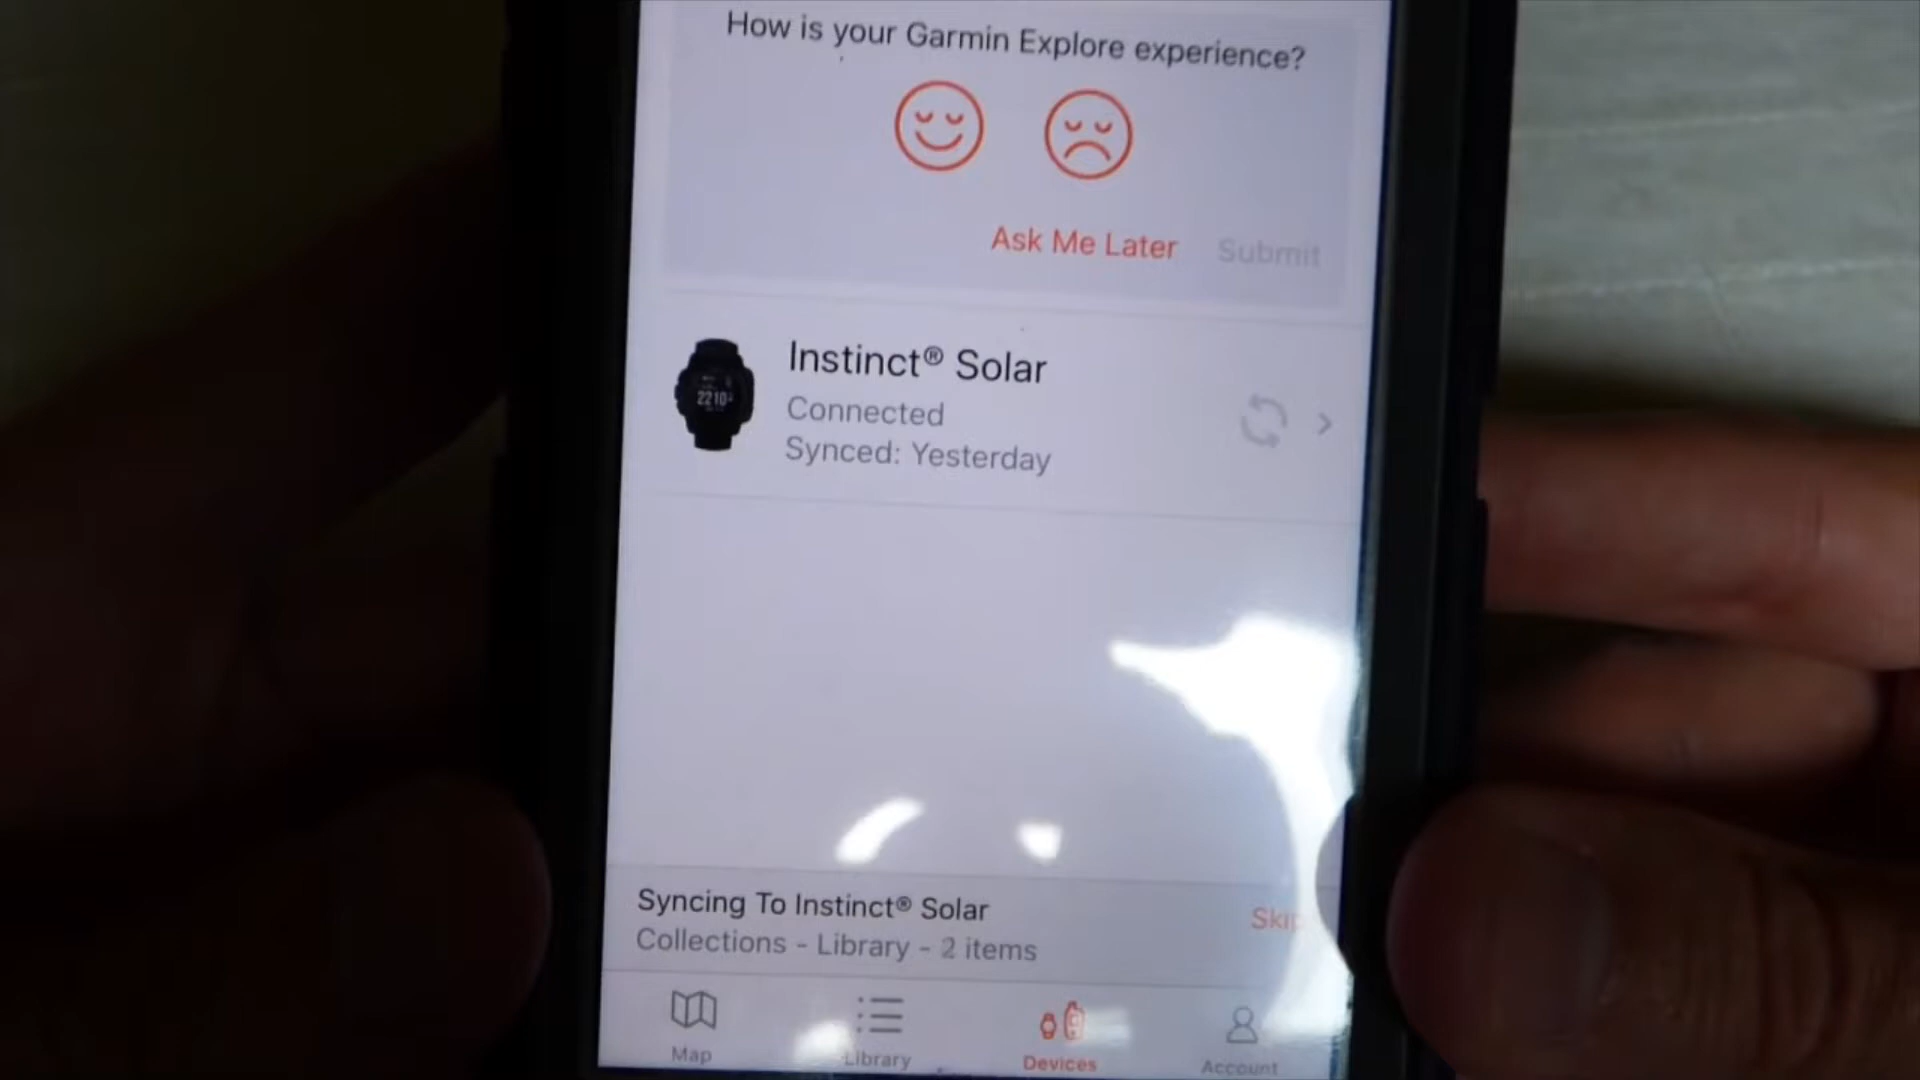 How is your Garmin Explore experience?
Ask Me Later Submit
Instinct® Solar
2210
Connected
Synced: Yesterday
Syncing To Instinct® Solar
Skip
Collections - Library - 2 items
Map Library Devices Account